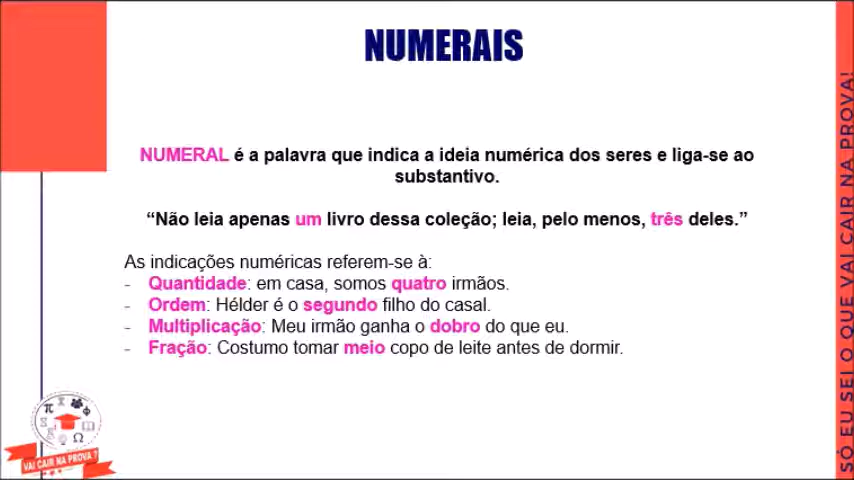 NUMERAIS
NUMERAL é a palavra que indica a ideia numérica dos seres e liga-se ao
substantivo.
“Não leia apenas um livro dessa coleção; leia, pelo menos, três deles.”
As indicações numéricas referem-se à:
- Quantidade: em casa, somos quatro irmãos.
- Ordem: Hélder é o segundo filho do casal.
- Multiplicação: Meu irmão ganha o dobro do que eu.
- Fração: Costumo tomar meio copo de leite antes de dormir.
π Ω
VAI CAIR NA PROVA ?
SÓ EU SEI O QUE VAI CAIR NA PROVA!